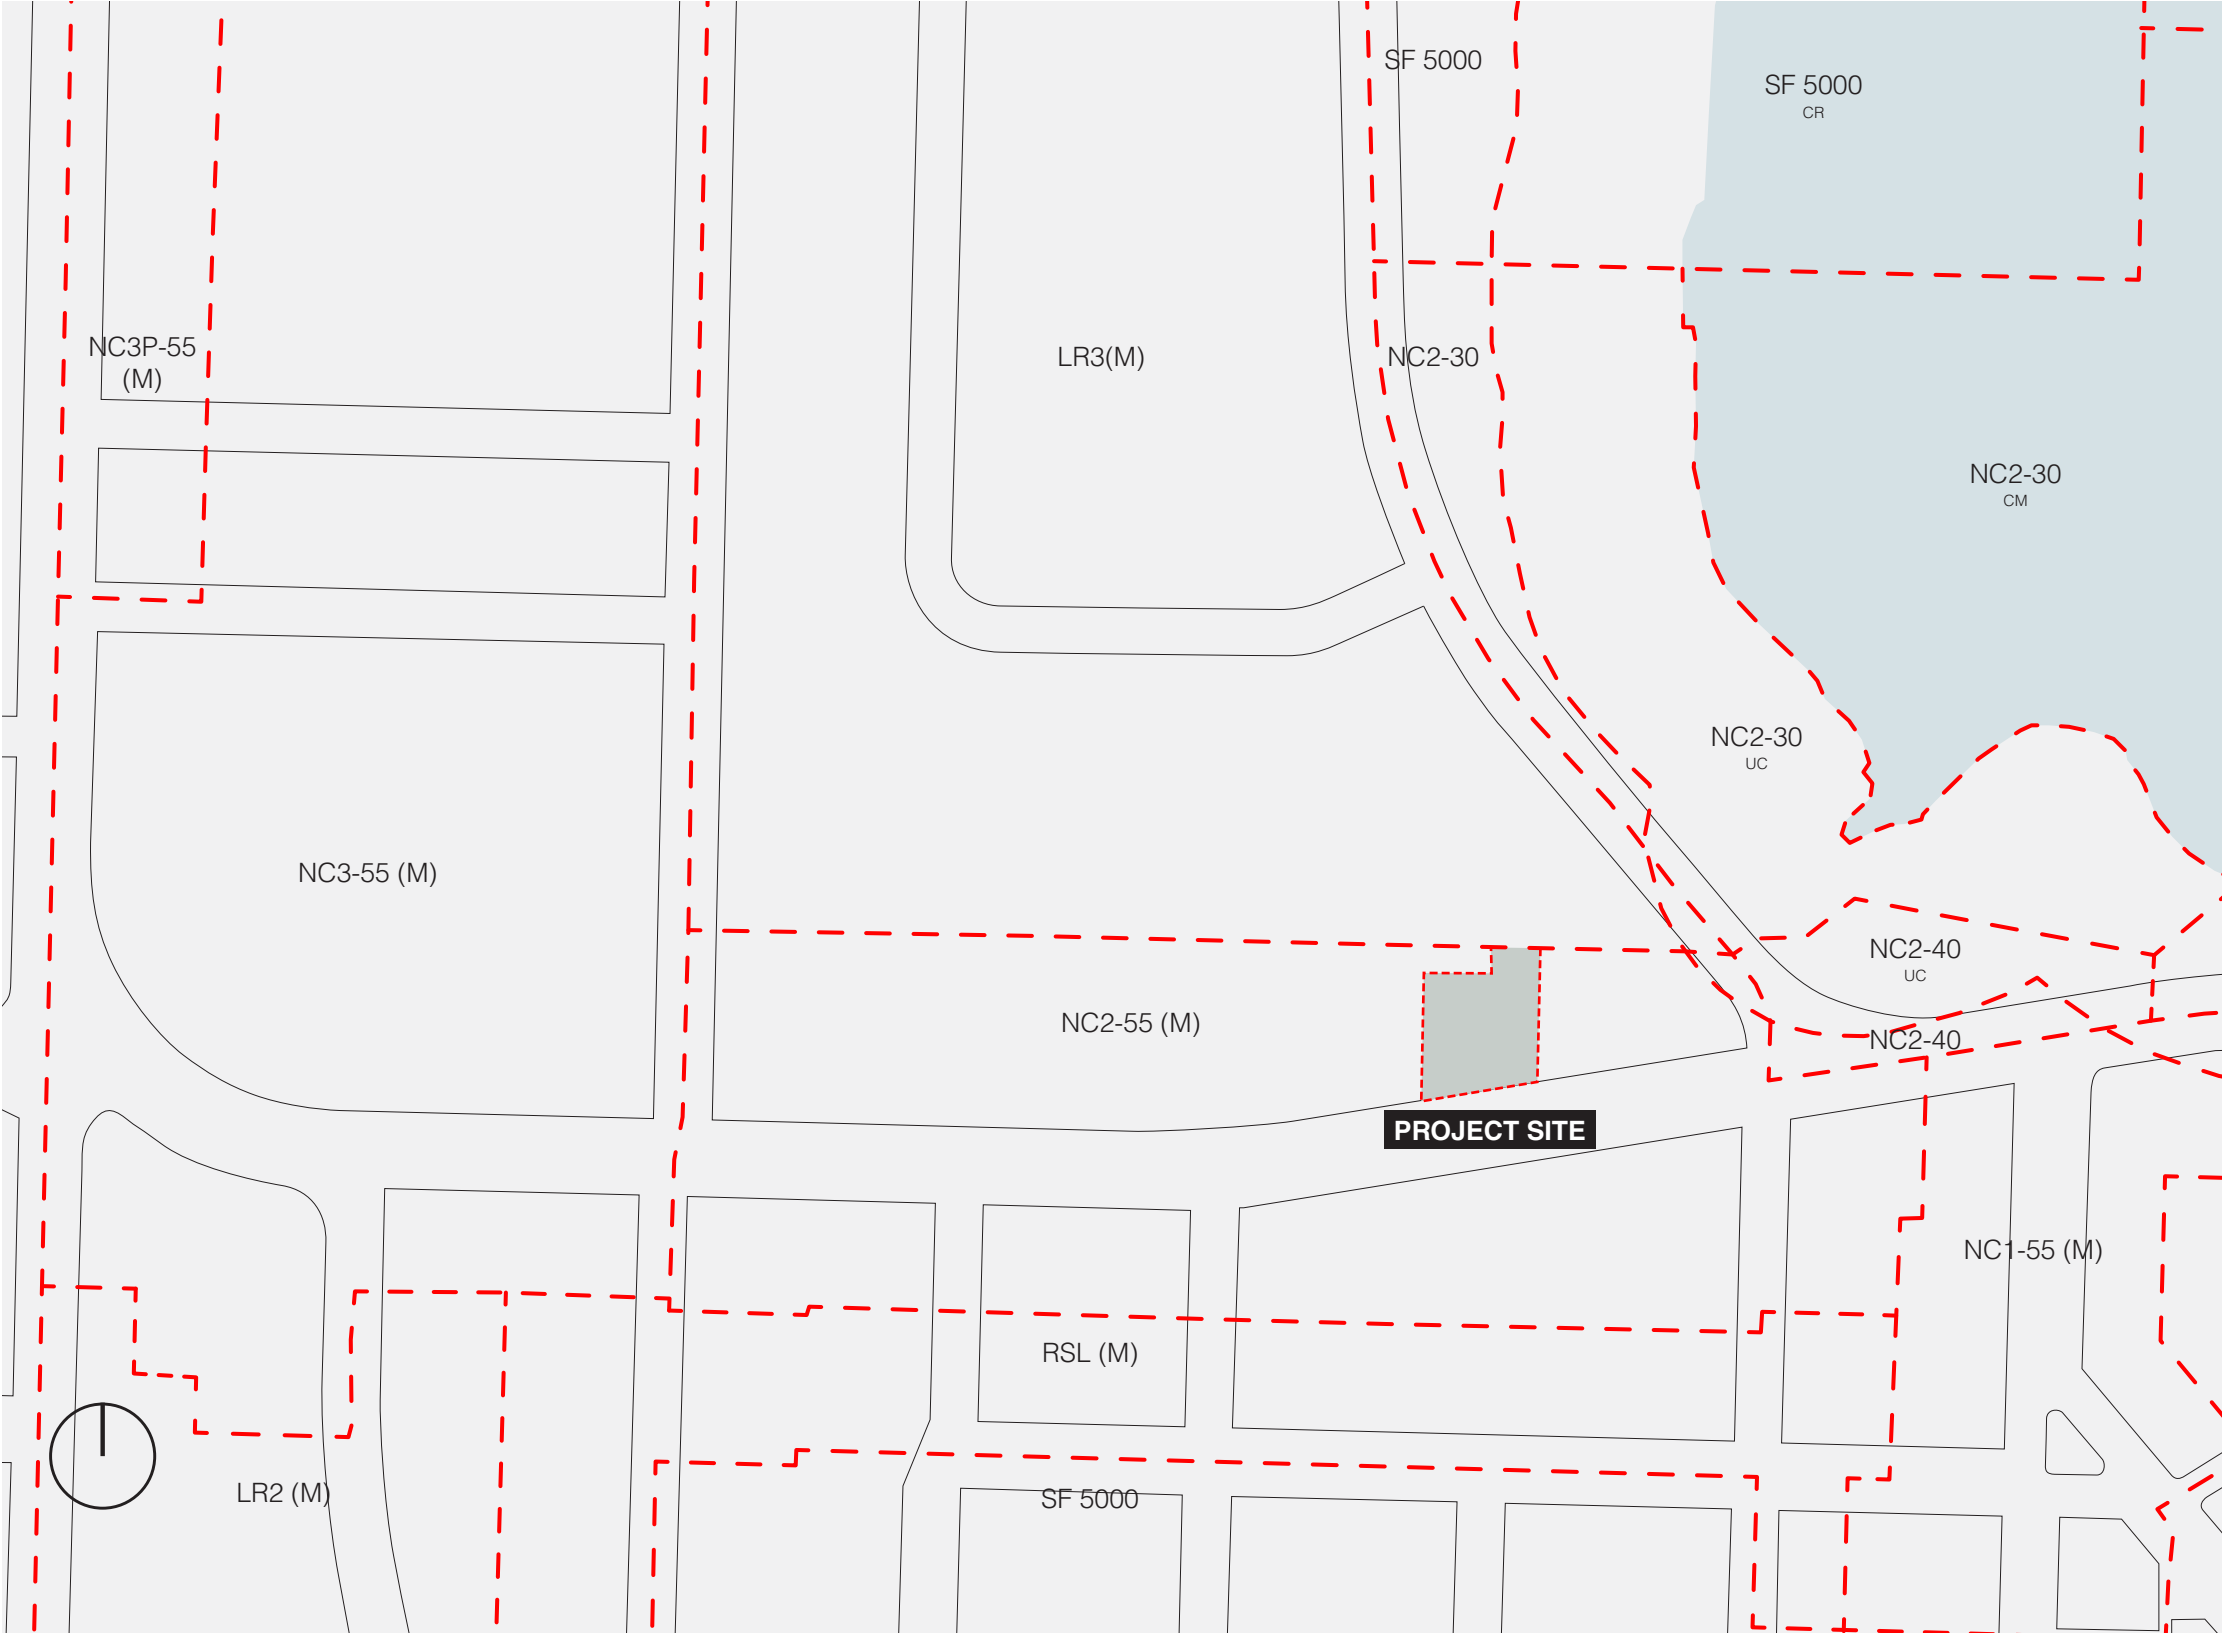 SF 5000
SF 5000
CR
NC3P-55
(M)
LR3(M)
NC2-30
NC2-30
CM
NC2-30
UC
NC3-55 (M)
NC2-40
UC
NC2-55 (M)
NC2-40
PROJECT SITE
NC1-55 (M)
RSL (M)
LR2 (M)
SF 5000